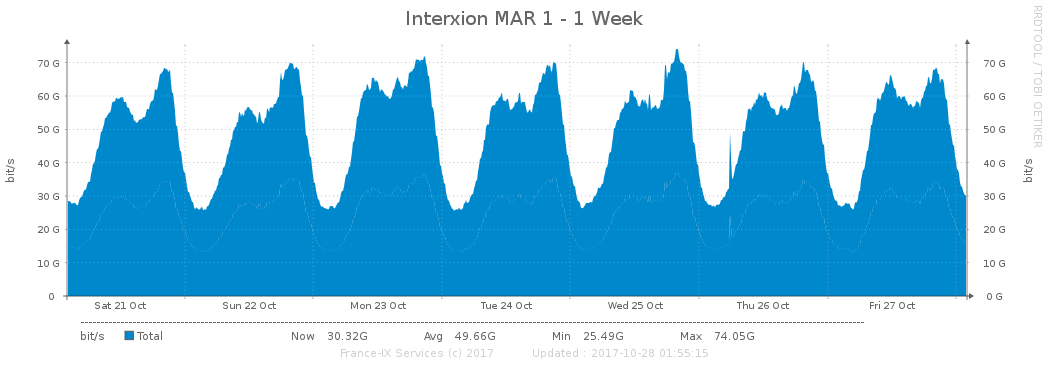 Interxion MAR 1 - 1 Week
RRDTOOL / TOBI OETIKER
bit/s
70 G 70 G
60 G 60 G
50 G 50 G
40 G 40 G
30 G 30 G
20 G 20 G
10 G 10 G
0 0 G
bit/s
Sat 21 Oct Sun 22 Oct Mon 23 Oct Tue 24 Oct Wed 25 Oct Thu 26 Oct Fri 27 Oct
bit/s Total Now 30.32G Avg 49.66G Min 25.49G Max 74.05G
France-IX Services (c) 2017 Updated : 2017-10-28 01:55:15